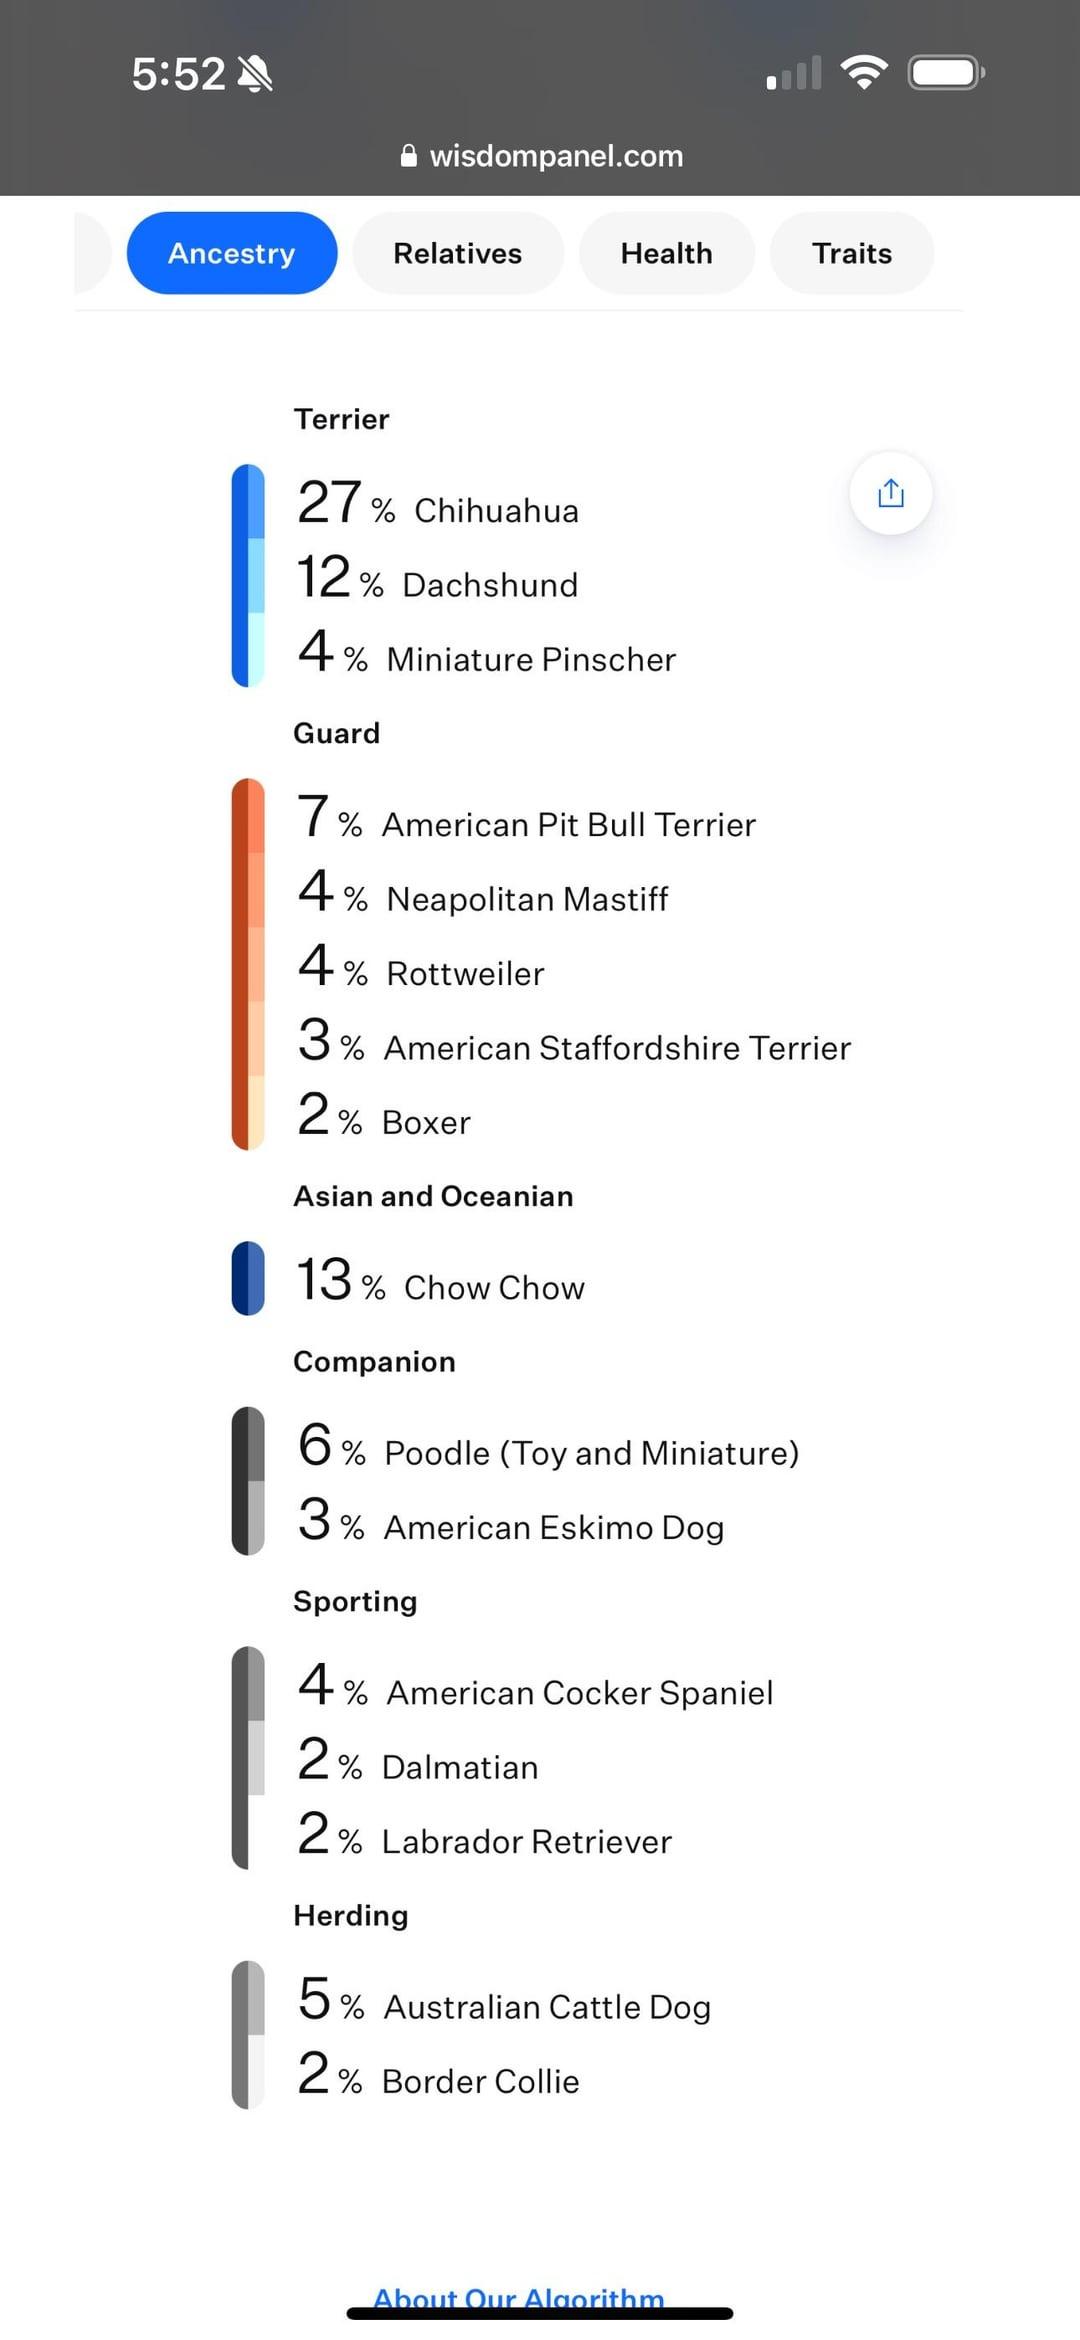 5:52
wisdompanel.com
Ancestry Relatives Health Traits
Terrier
27% Chihuahua
12% Dachshund
4% Miniature Pinscher
Guard
7% American Pit Bull Terrier
4% Neapolitan Mastiff
4% Rottweiler
3% American Staffordshire Terrier
2% Boxer
Asian and Oceanian
13% Chow Chow
Companion
6% Poodle (Toy and Miniature)
3% American Eskimo Dog
Sporting
4% American Cocker Spaniel
2% Dalmatian
2% Labrador Retriever
Herding
5% Australian Cattle Dog
2% Border Collie
About Our Algorithm